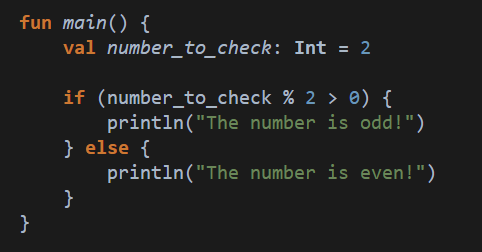 fun main() {
    val number_to_check: Int = 2

    if (number_to_check % 2 > 0) {
        println("The number is odd!")
    } else {
        println("The number is even!")
    }
}